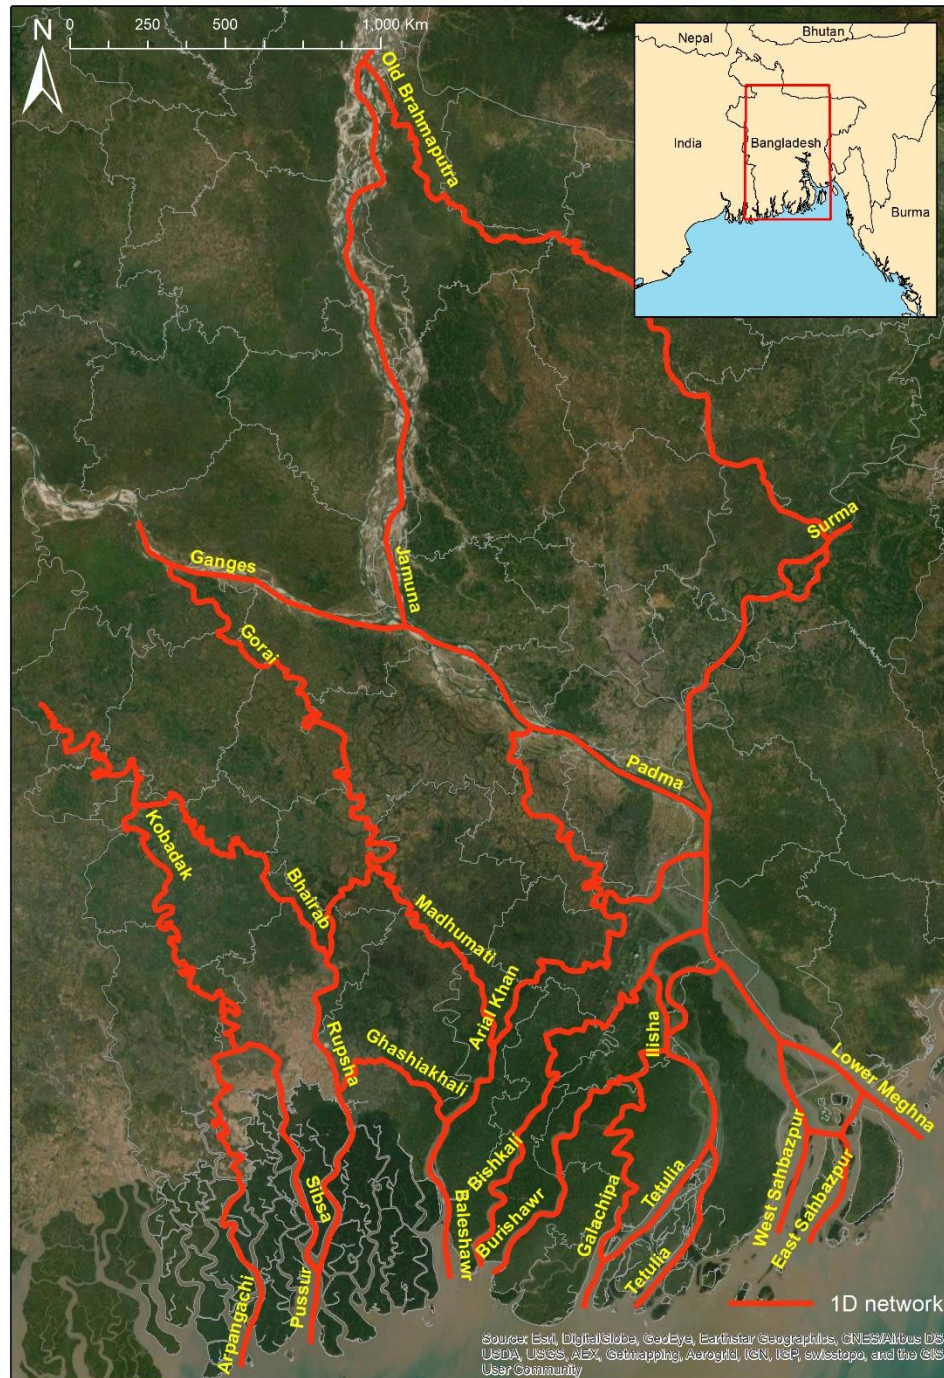 N
0 250 500 1,000 Km
Nepal
Bhutan
India
Bangladesh
Burma
Old Brahmaputra
Surma
Ganges
Jamuna
Gorai
Padma
Kobadak
Bhairab
Madhumati
Arial Khan
Rupsha
Ghashiakhali
Ilisha
Lower Meghna
Sibsa
Bishkali
Burishawr
Galachipa
Tetulia
West Sahbazpur
East Sahbazpur
Baleshawr
Tetulia
Arpangachi
Pussur
1D network
Source: Esri, DigitalGlobe, GeoEye, Earthstar Geographics, CNES/Airbus DS,
USDA, USGS, AEX, Getmapping, Aerogrid, IGN, IGP, swisstopo, and the GIS
User Community